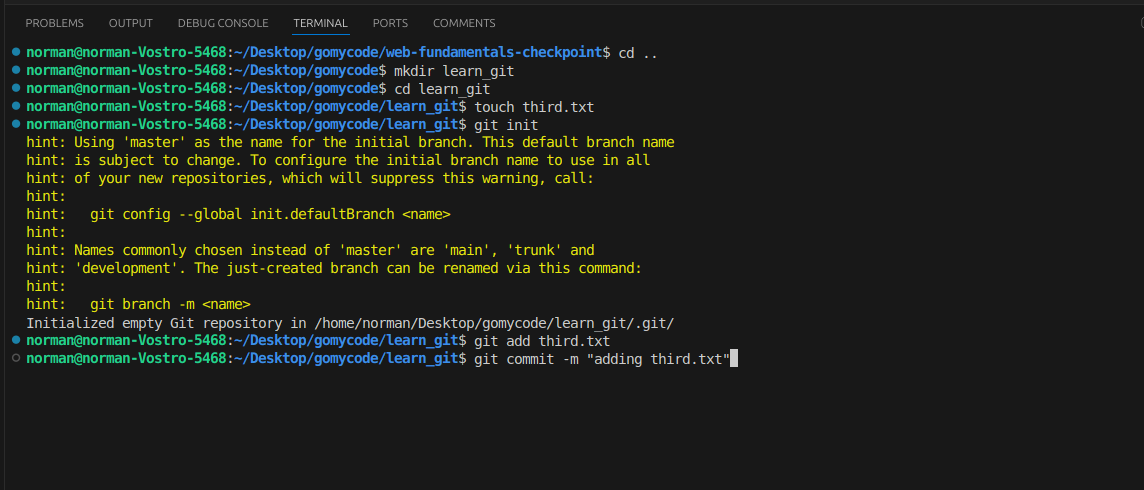 PROBLEMS OUTPUT DEBUG CONSOLE TERMINAL PORTS COMMENTS
norman@norman-Vostro-5468:~/Desktop/gomycode/web-fundamentals-checkpoint$ cd ..
norman@norman-Vostro-5468:~/Desktop/gomycode$ mkdir learn_git
norman@norman-Vostro-5468:~/Desktop/gomycode$ cd learn_git
norman@norman-Vostro-5468:~/Desktop/gomycode/learn_git$ touch third.txt
norman@norman-Vostro-5468:~/Desktop/gomycode/learn_git$ git init
hint: Using 'master' as the name for the initial branch. This default branch name
hint: is subject to change. To configure the initial branch name to use in all
hint: of your new repositories, which will suppress this warning, call:
hint:
hint:   git config --global init.defaultBranch <name>
hint:
hint: Names commonly chosen instead of 'master' are 'main', 'trunk' and
hint: 'development'. The just-created branch can be renamed via this command:
hint:
hint:   git branch -m <name>
Initialized empty Git repository in /home/norman/Desktop/gomycode/learn_git/.git/
norman@norman-Vostro-5468:~/Desktop/gomycode/learn_git$ git add third.txt
norman@norman-Vostro-5468:~/Desktop/gomycode/learn_git$ git commit -m "adding third.txt"